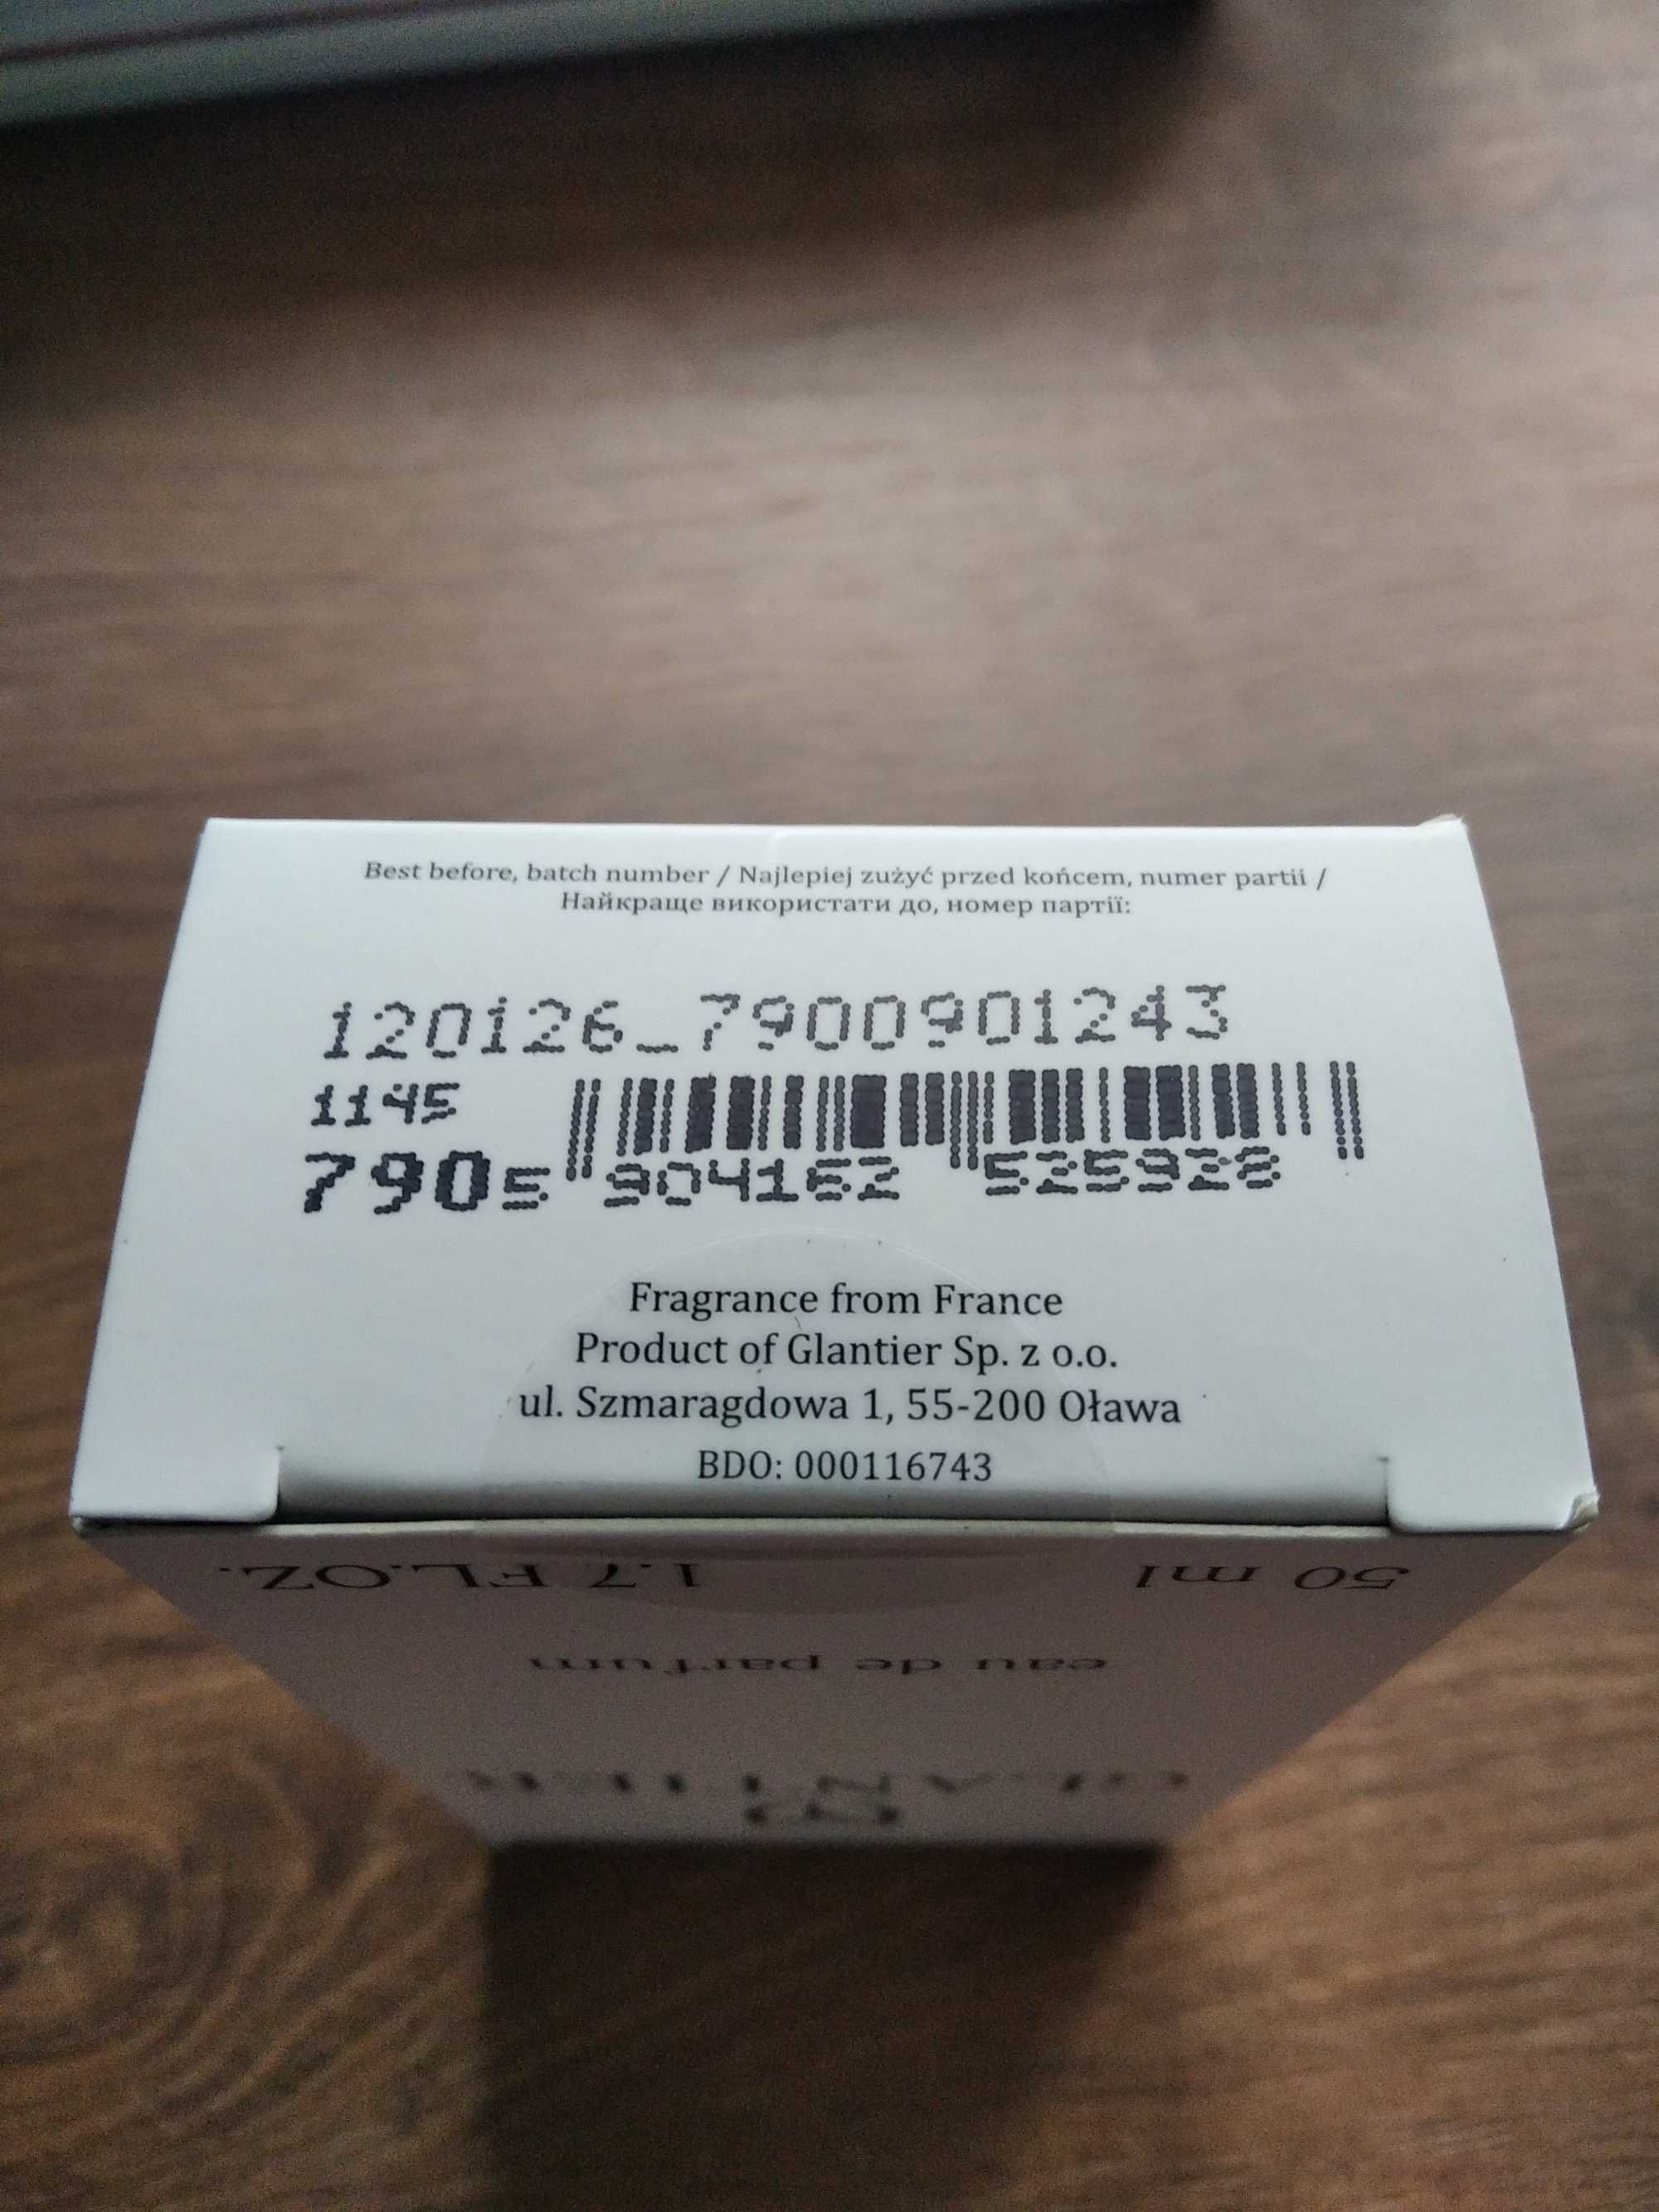 Best before, batch number / Najlepiej zużyć przed końcem, numer partii /
Найкраще використати до, номер партії:
120126_7900901243
1145
790 5 904162 525928
Fragrance from France
Product of Glantier Sp. z o.o.
ul. Szmaragdowa 1, 55-200 Oława
BDO: 000116743
50 ml 1.7 FL.OZ.
eau de parfum
GLANTIER